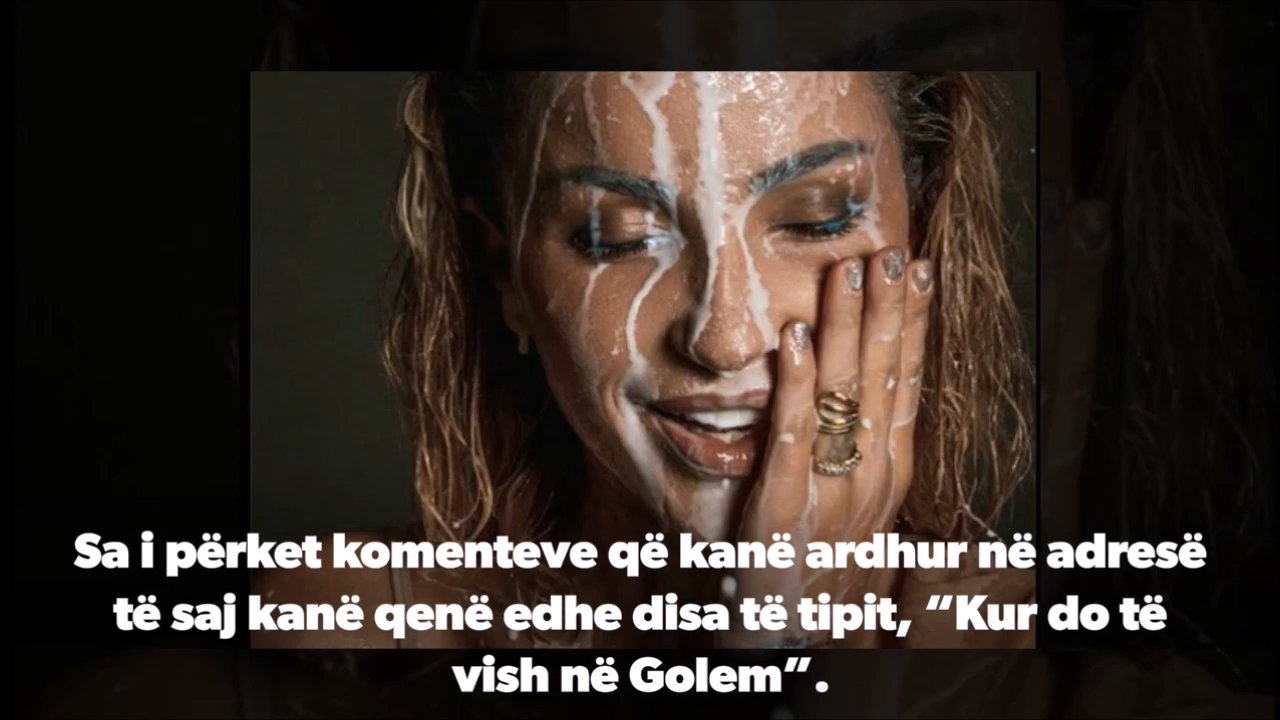 Sa i përket komenteve që kanë ardhur në adresë
të saj kanë qenë edhe disa të tipit, “Kur do të
vish në Golem”.